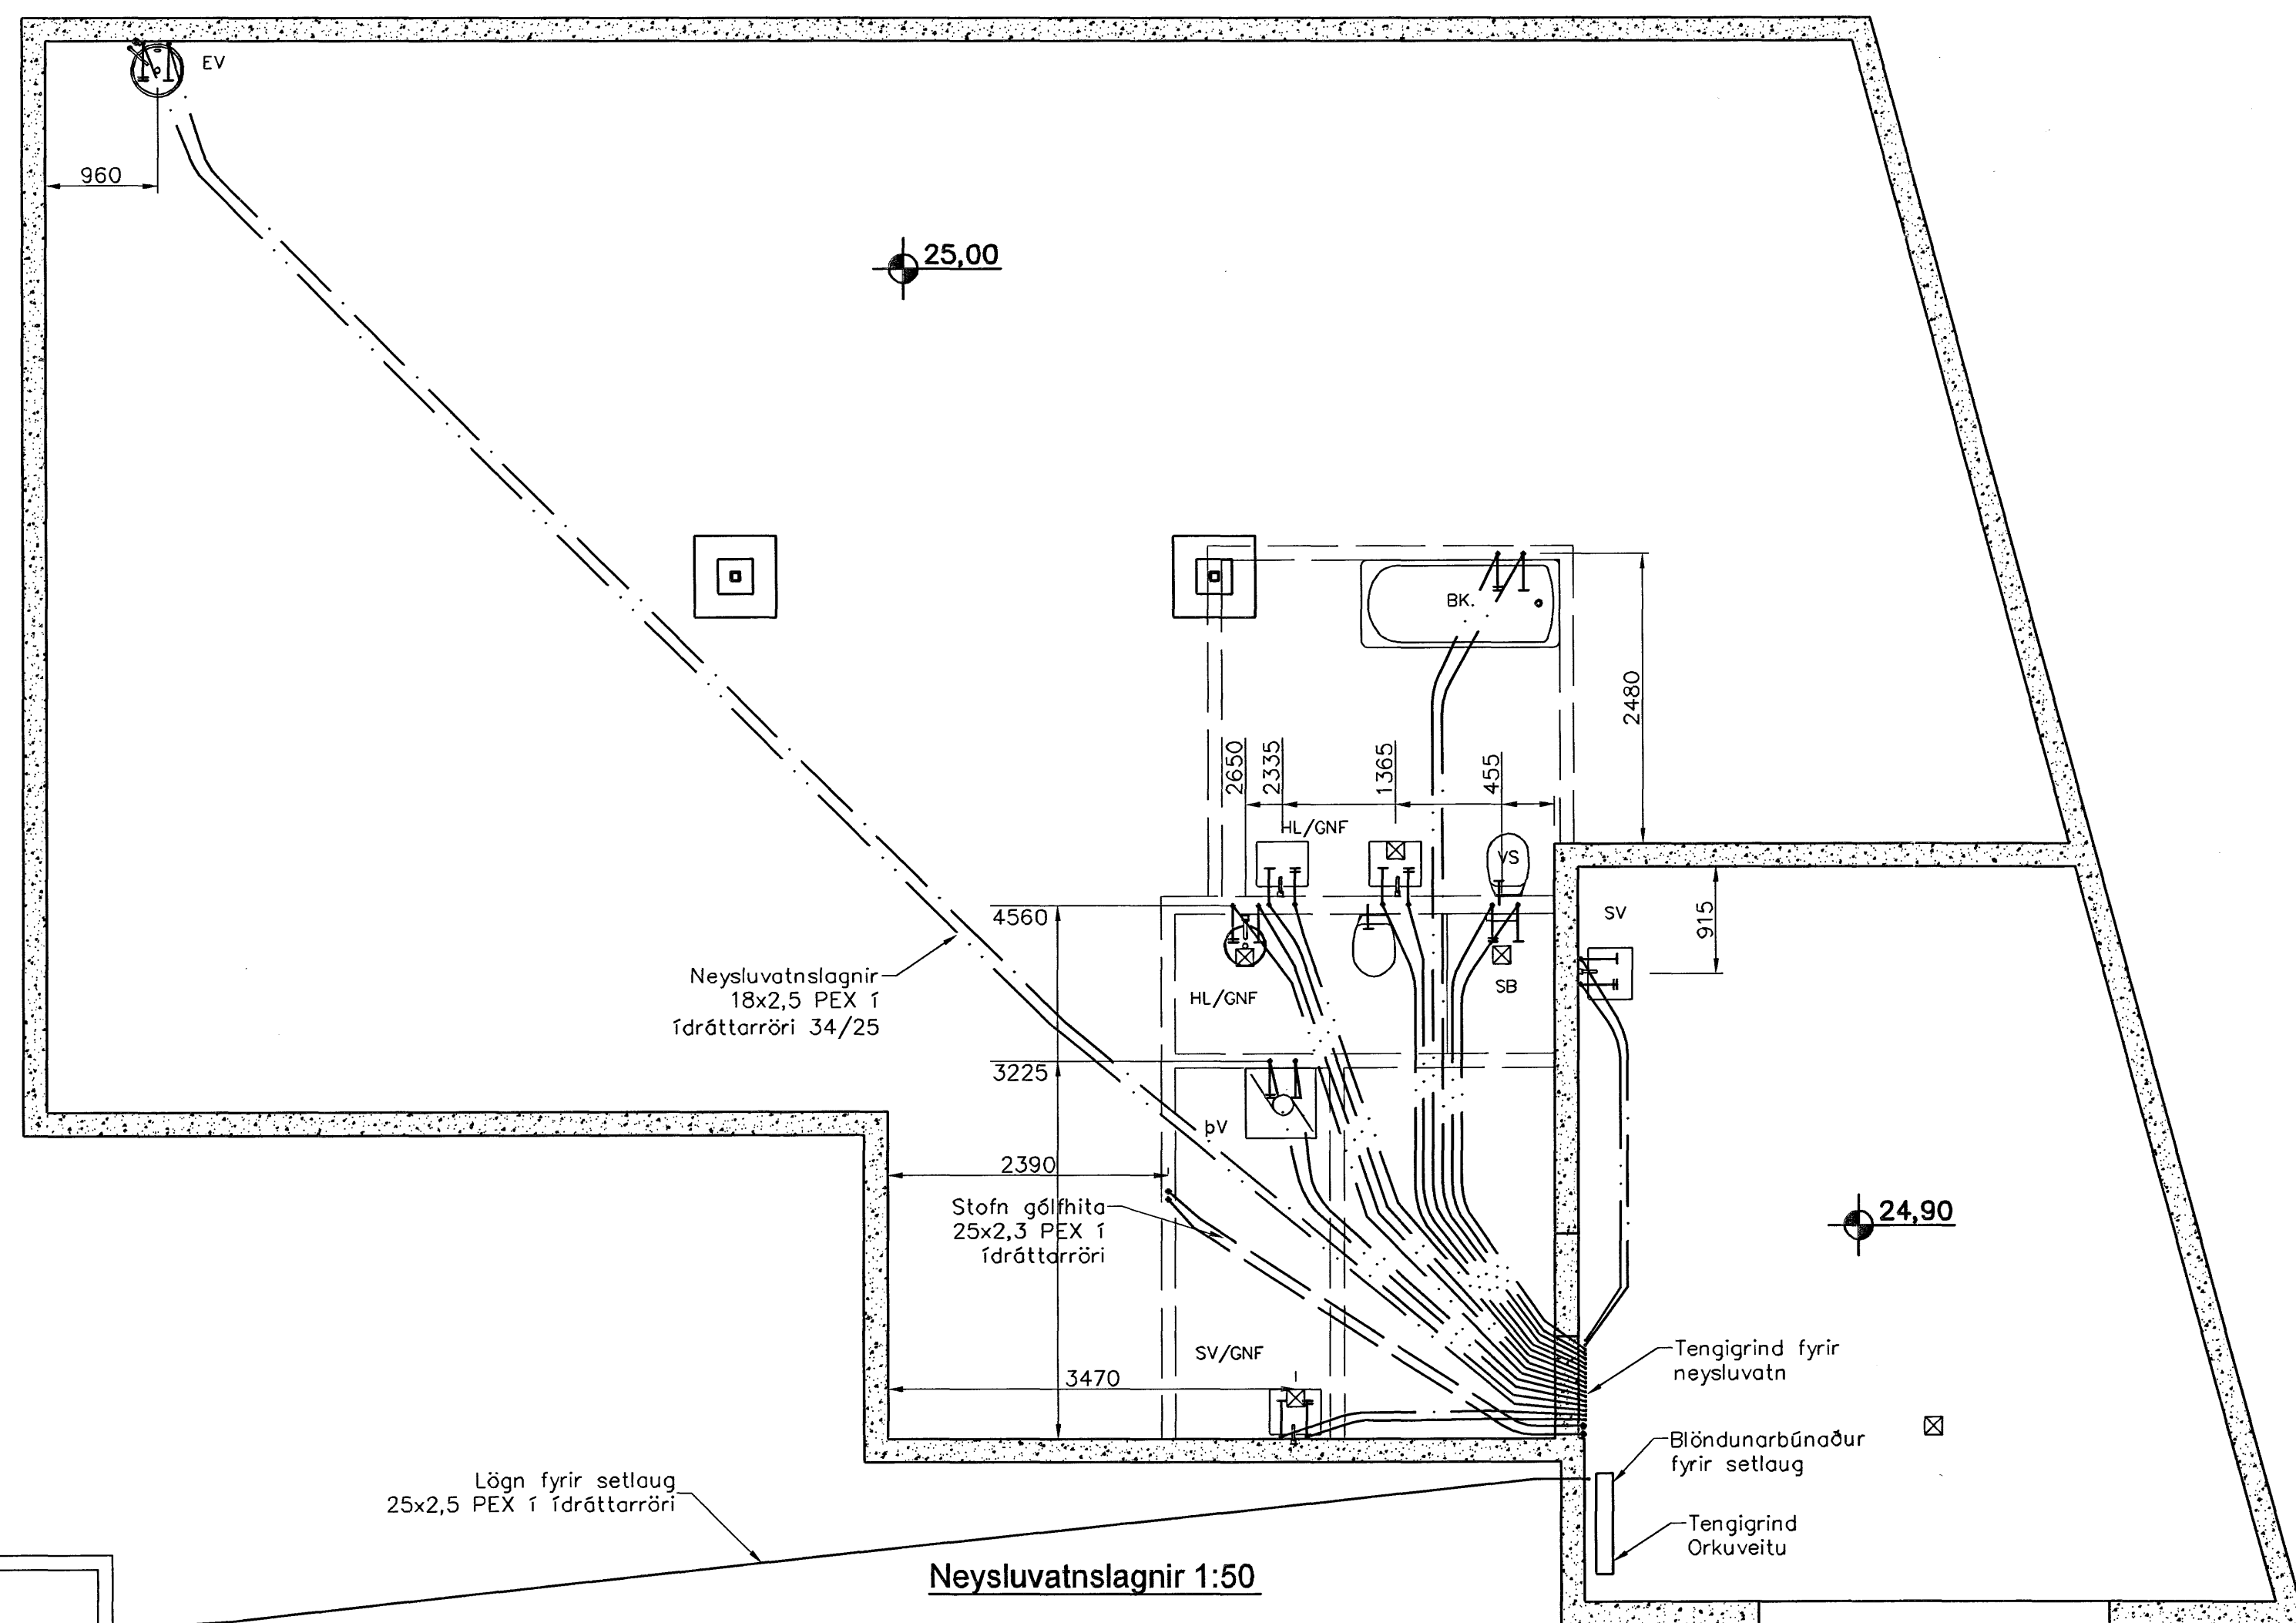 EV
960
25,00
BK.
2480
2650
2335
1365
455
HL/GNF
VS
4560
SV
915
Neysluvatnslagnir
18x2,5 PEX í
ídráttarröri 34/25
HL/GNF
SB
3225
þV
2390
Stofn gólfhita
25x2,3 PEX í
ídráttarröri
24,90
SV/GNF
3470
Tengigrind fyrir
neysluvatn
Blöndunarbúnaður
fyrir setlaug
Lögn fyrir setlaug
25x2,5 PEX í ídráttarröri
Tengigrind
Orkuveitu
Neysluvatnslagnir 1:50